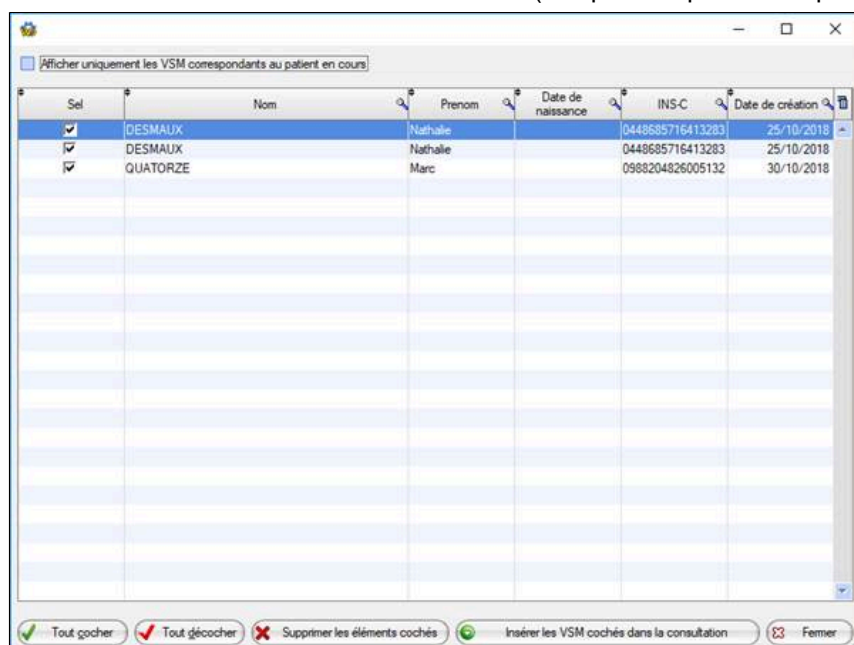 Afficher uniquement les VSM correspondants au patient en cours
Sel Nom Prenom Date de naissance INS-C Date de création
DESMAUX Nathalie 0448685716413283 25/10/2018
DESMAUX Nathalie 0448685716413283 25/10/2018
QUATORZE Marc 0988204826005132 30/10/2018
Tout cocher Tout décocher Supprimer les éléments cochés Insérer les VSM cochés dans la consultation Fermer